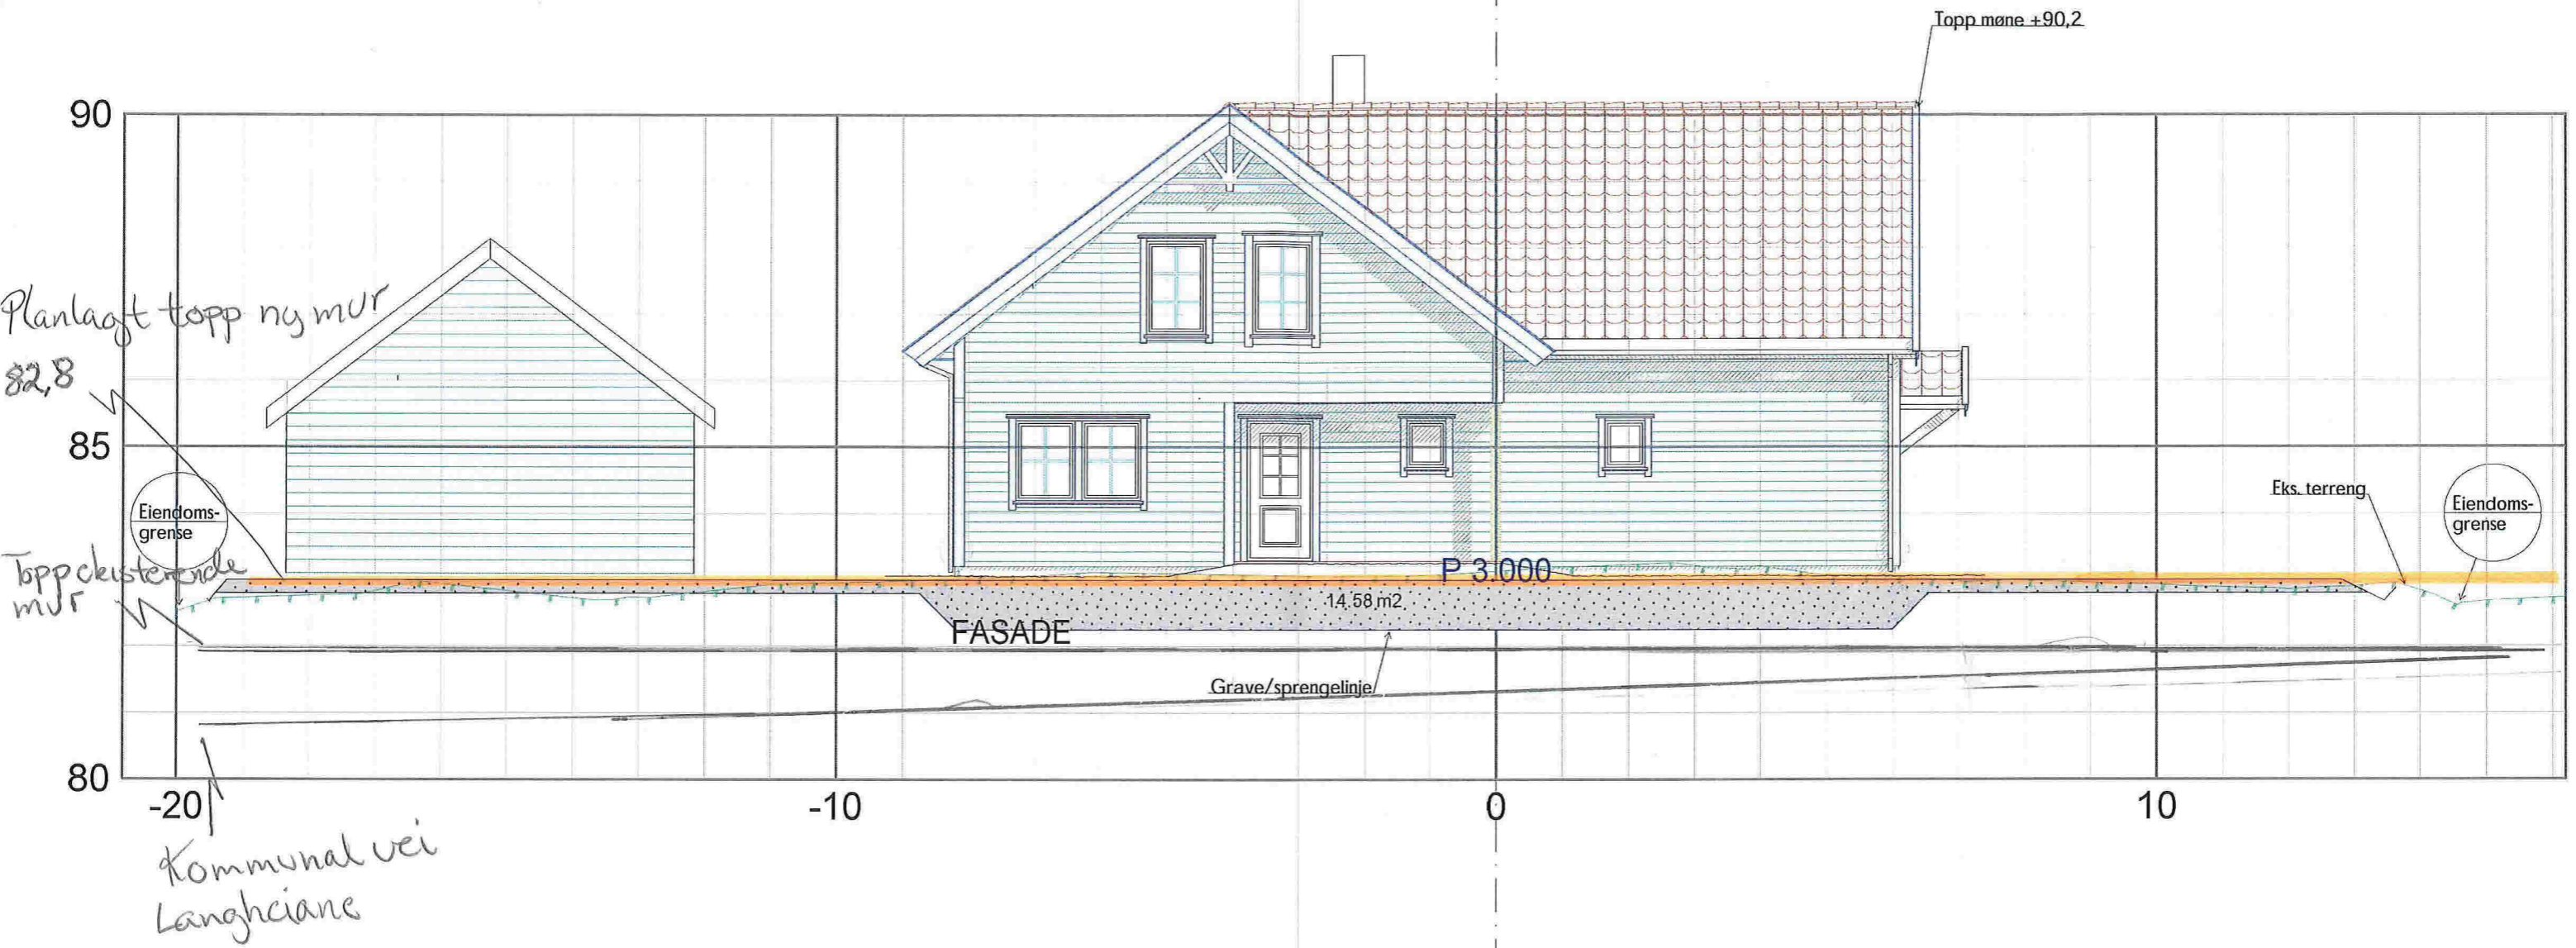 Topp møne +90,2
90
Planlagt topp ny mur
82,8
85
Eiendoms-
grense
Eks. terreng
Eiendoms-
grense
Topp eksisterende
mur
P 3.000
14.58 m2
FASADE
Grave/sprengelinje
80
-20
-10
0
10
Kommunal vei
Langheiane